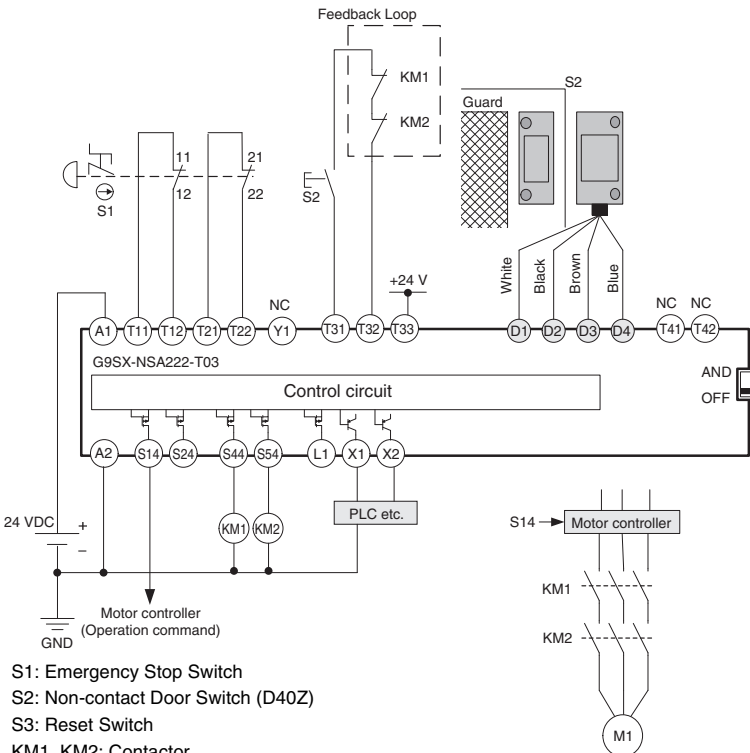 Feedback Loop
KM1
KM2
S2
Guard
11
12
21
22
S1
S2
+24 V
White
Black
Brown
Blue
NC
NC
NC
A1
T11
T12
T21
T22
Y1
T31
T32
T33
D1
D2
D3
D4
T41
T42
G9SX-NSA222-T03
AND
OFF
Control circuit
A2
S14
S24
S44
S54
L1
X1
X2
24 VDC
+
–
KM1
KM2
PLC etc.
S14
Motor controller
GND
Motor controller
(Operation command)
KM1
KM2
M1
S1: Emergency Stop Switch
S2: Non-contact Door Switch (D40Z)
S3: Reset Switch
KM1, KM2: Contactor